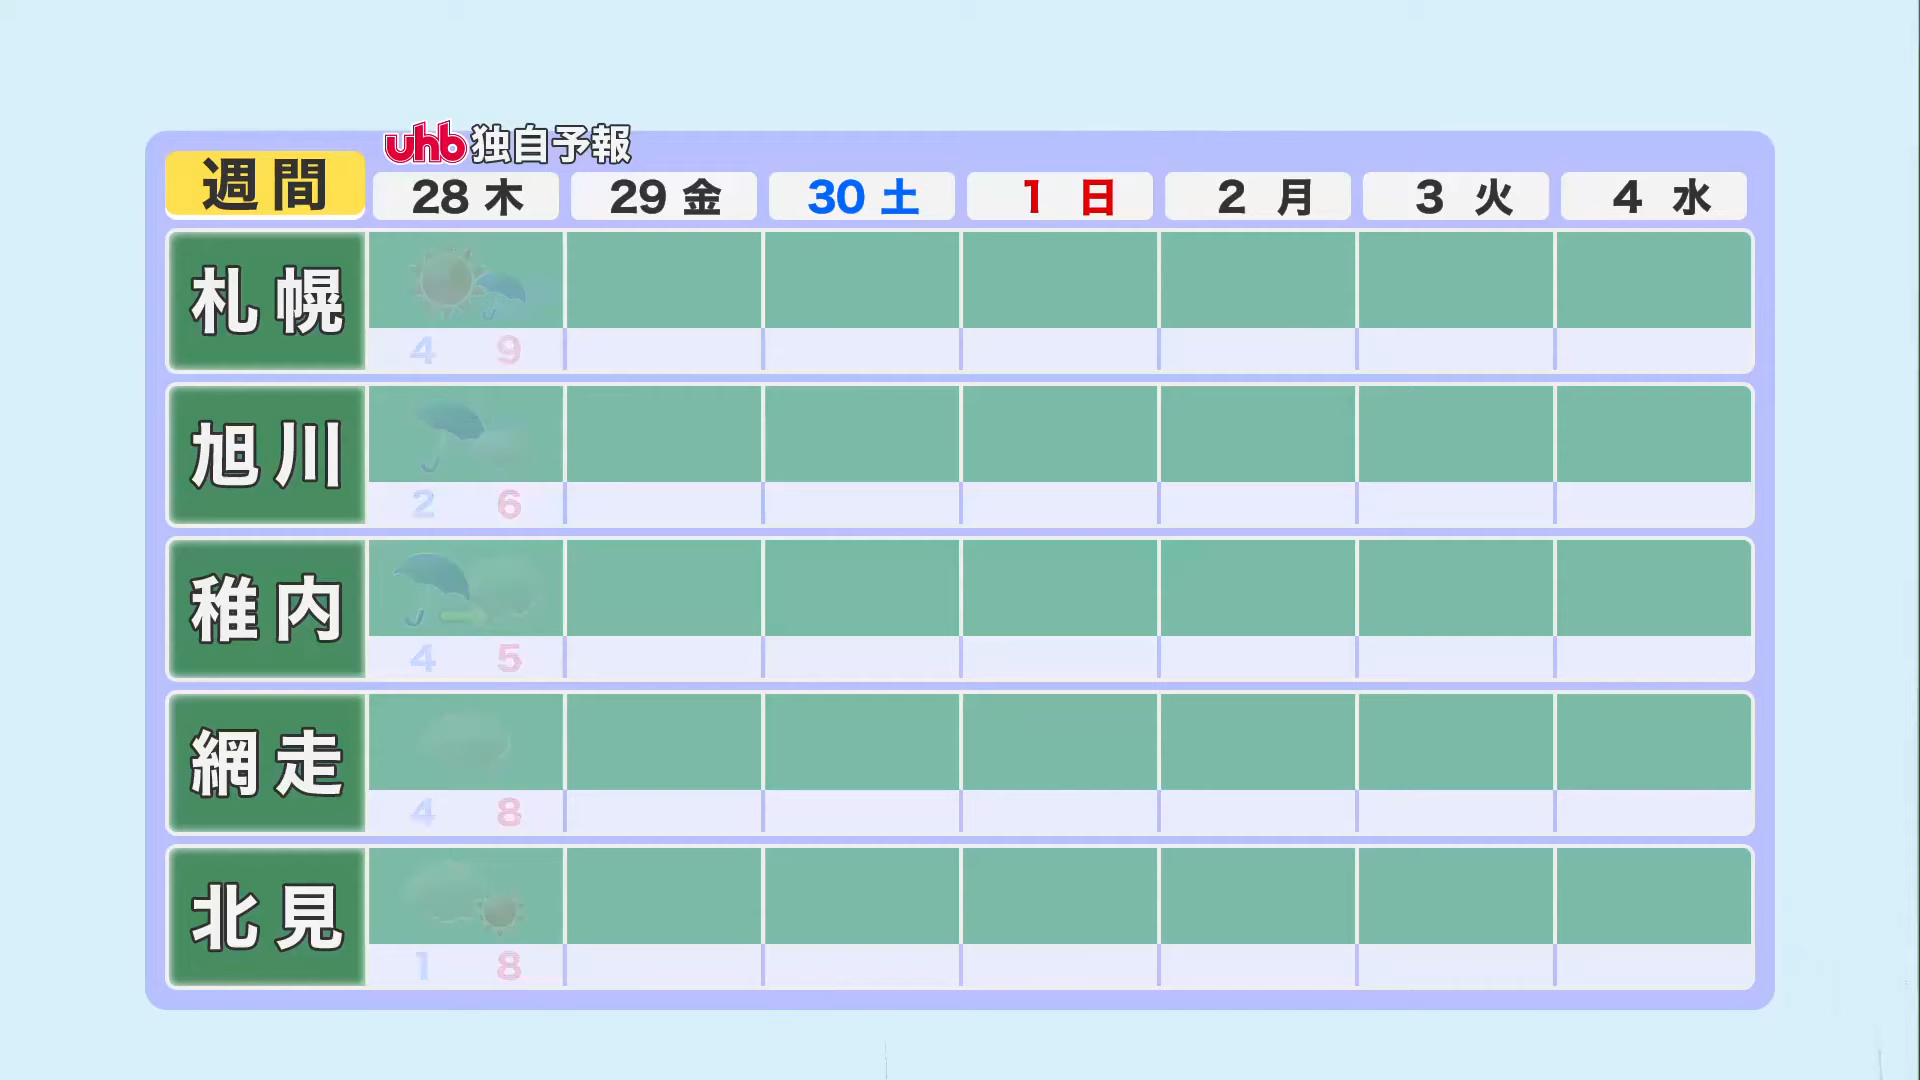 uhb独自予報
週間 28 木 29 金 30 土 1 日 2 月 3 火 4 水
札幌
4 9
旭川
2 6
稚内
4 5
網走
4 8
北見
1 8